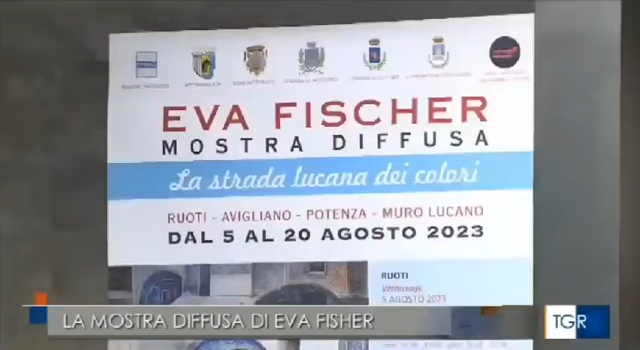 EVA FISCHER
MOSTRA DIFFUSA
La strada lucana dei colori
RUOTI - AVIGLIANO - POTENZA - MURO LUCANO
DAL 5 AL 20 AGOSTO 2023
RUOTI
Vernissage
5 AGOSTO 2023
LA MOSTRA DIFFUSA DI EVA FISHER
TGR